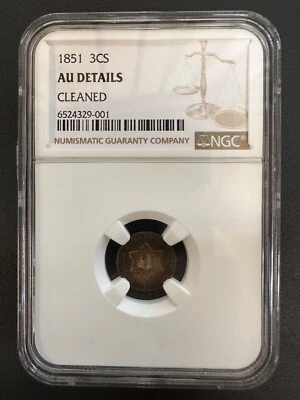 1851 3CS
AU DETAILS
CLEANED
6524329-001
NUMISMATIC GUARANTY COMPANY
NGC